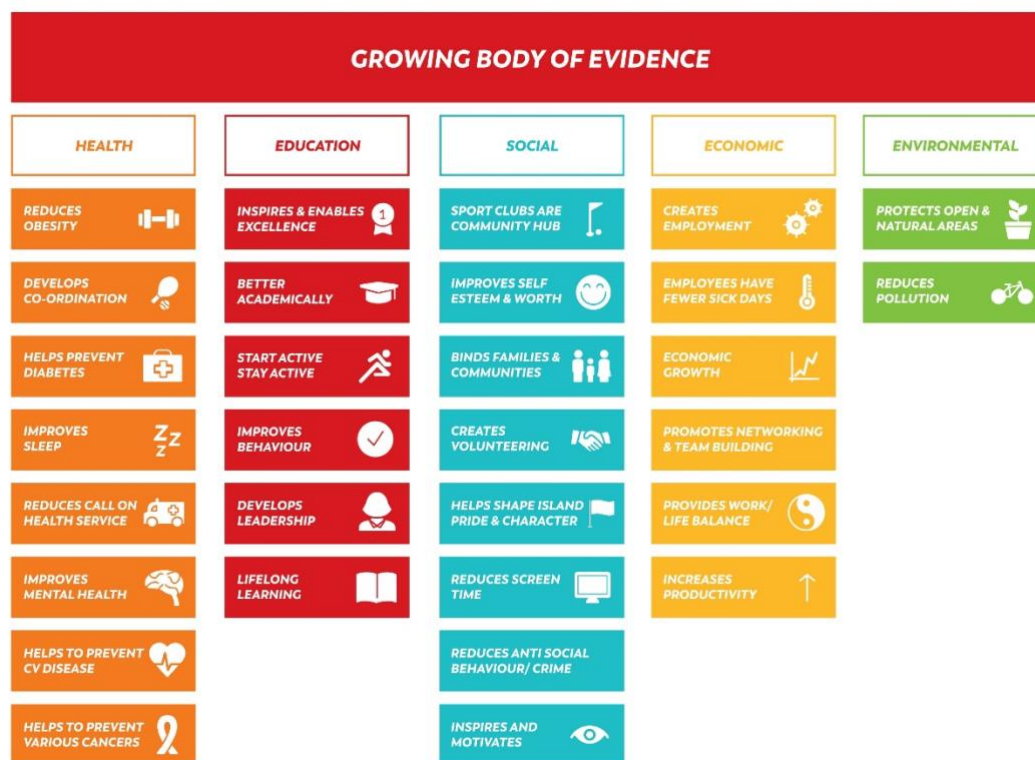 GROWING BODY OF EVIDENCE
HEALTH
REDUCES
OBESITY
DEVELOPS
CO-ORDINATION
HELPS PREVENT
DIABETES
IMPROVES
SLEEP
Z Z
Z
REDUCES CALL ON
HEALTH SERVICE
IMPROVES
MENTAL HEALTH
HELPS TO PREVENT
CV DISEASE
HELPS TO PREVENT
VARIOUS CANCERS
EDUCATION
INSPIRES & ENABLES
EXCELLENCE
1
BETTER
ACADEMICALLY
START ACTIVE
STAY ACTIVE
IMPROVES
BEHAVIOUR
DEVELOPS
LEADERSHIP
LIFELONG
LEARNING
SOCIAL
SPORT CLUBS ARE
COMMUNITY HUB
IMPROVES SELF
ESTEEM & WORTH
BINDS FAMILIES &
COMMUNITIES
CREATES
VOLUNTEERING
HELPS SHAPE ISLAND
PRIDE & CHARACTER
REDUCES SCREEN
TIME
REDUCES ANTI SOCIAL
BEHAVIOUR/ CRIME
INSPIRES AND
MOTIVATES
ECONOMIC
CREATES
EMPLOYMENT
EMPLOYEES HAVE
FEWER SICK DAYS
ECONOMIC
GROWTH
PROMOTES NETWORKING
& TEAM BUILDING
PROVIDES WORK/
LIFE BALANCE
INCREASES
PRODUCTIVITY
ENVIRONMENTAL
PROTECTS OPEN &
NATURAL AREAS
REDUCES
POLLUTION